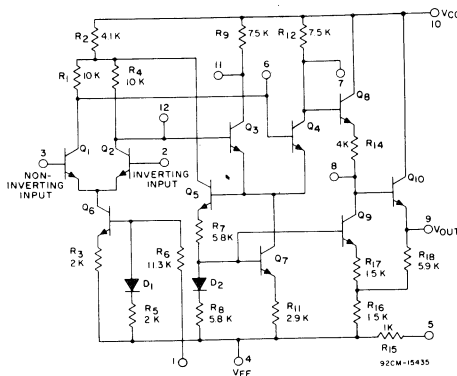 R2 4.1K
R9 7.5K
R12 7.5K
VCC
10
R1
10K
R4
10K
11
6
7
12
Q8
Q3
Q4
R14
4K
3
Q1
Q2
2
8
Q10
NON-
INVERTING
INPUT
INVERTING
INPUT
Q5
Q6
Q9
9
VOUT
R7
5.8K
Q7
R3
2K
R6
11.3K
R17
1.5K
R18
5.9K
D1
D2
R5
2K
R8
5.8K
R11
2.9K
R16
1.5K
1K
5
R15
1
4
VEE
92CM-15435